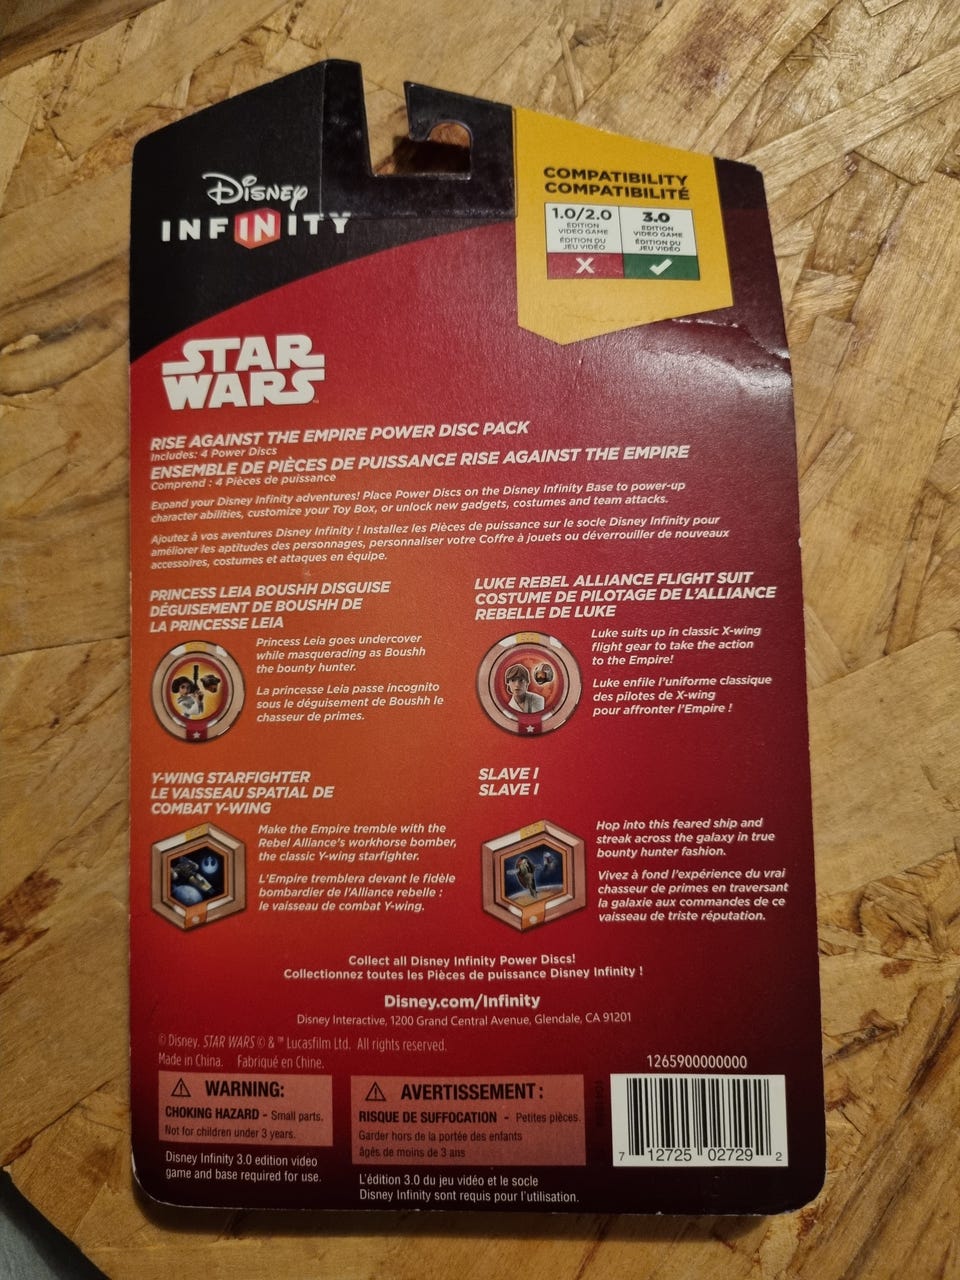 Disney
INFINITY
COMPATIBILITY
COMPATIBILITÉ
1.0/2.0
EDITION
VIDEO GAME
ÉDITION DU
JEU VIDÉO
3.0
EDITION
VIDEO GAME
ÉDITION DU
JEU VIDÉO
STAR
WARS
RISE AGAINST THE EMPIRE POWER DISC PACK
Includes: 4 Power Discs
ENSEMBLE DE PIÈCES DE PUISSANCE RISE AGAINST THE EMPIRE
Comprend : 4 Pièces de puissance
Expand your Disney Infinity adventures! Place Power Discs on the Disney Infinity Base to power-up
character abilities, customize your Toy Box, or unlock new gadgets, costumes and team attacks.
Ajoutez à vos aventures Disney Infinity ! Installez les Pièces de puissance sur le socle Disney Infinity pour
améliorer les aptitudes des personnages, personnaliser votre Coffre à jouets ou déverrouiller de nouveaux
accessoires, costumes et attaques en équipe.
PRINCESS LEIA BOUSHH DISGUISE
DÉGUISEMENT DE BOUSHH DE
LA PRINCESSE LEIA
Princess Leia goes undercover
while masquerading as Boushh
the bounty hunter.
La princesse Leia passe incognito
sous le déguisement de Boushh le
chasseur de primes.
LUKE REBEL ALLIANCE FLIGHT SUIT
COSTUME DE PILOTAGE DE L'ALLIANCE
REBELLE DE LUKE
Luke suits up in classic X-wing
flight gear to take the action
to the Empire!
Luke enfile l'uniforme classique
des pilotes de X-wing
pour affronter l'Empire !
Y-WING STARFIGHTER
LE VAISSEAU SPATIAL DE
COMBAT Y-WING
Make the Empire tremble with the
Rebel Alliance's workhorse bomber,
the classic Y-wing starfighter.
L'Empire tremblera devant le fidèle
bombardier de l'Alliance rebelle :
le vaisseau de combat Y-wing.
SLAVE I
SLAVE I
Hop into this feared ship and
streak across the galaxy in true
bounty hunter fashion.
Vivez à fond l'expérience du vrai
chasseur de primes en traversant
la galaxie aux commandes de ce
vaisseau de triste réputation.
Collect all Disney Infinity Power Discs!
Collectionnez toutes les Pièces de puissance Disney Infinity !
Disney.com/Infinity
Disney Interactive, 1200 Grand Central Avenue, Glendale, CA 91201
© Disney. STAR WARS © & ™ Lucasfilm Ltd. All rights reserved.
Made in China. Fabriqué en Chine.
WARNING:
CHOKING HAZARD - Small parts.
Not for children under 3 years.
Disney Infinity 3.0 edition video
game and base required for use.
AVERTISSEMENT :
RISQUE DE SUFFOCATION - Petites pièces.
Garder hors de la portée des enfants
âgés de moins de 3 ans
L'édition 3.0 du jeu vidéo et le socle
Disney Infinity sont requis pour l'utilisation.
1265900000000
7 12725 02729 2